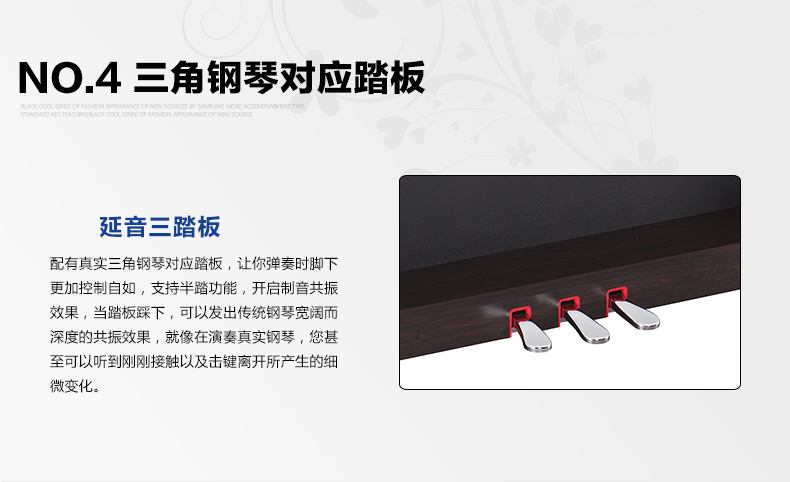 NO.4 三角钢琴对应踏板
BLACK COOL SENSE OF FASHION APPEARANCE OF NEW SOURCES BY SAMPLENS MORE ACCOMPANIMENT TYPE
STANDARD KEY TEACHINGBLACK COOL SENSE OF FASHION, APPEARANCE OF NEW SOURCE
延音三踏板
配有真实三角钢琴对应踏板，让你弹奏时脚下
更加控制自如，支持半踏功能，开启制音共振
效果，当踏板踩下，可以发出传统钢琴宽阔而
深度的共振效果，就像在演奏真实钢琴，您甚
至可以听到刚刚接触以及击键离开所产生的细
微变化。